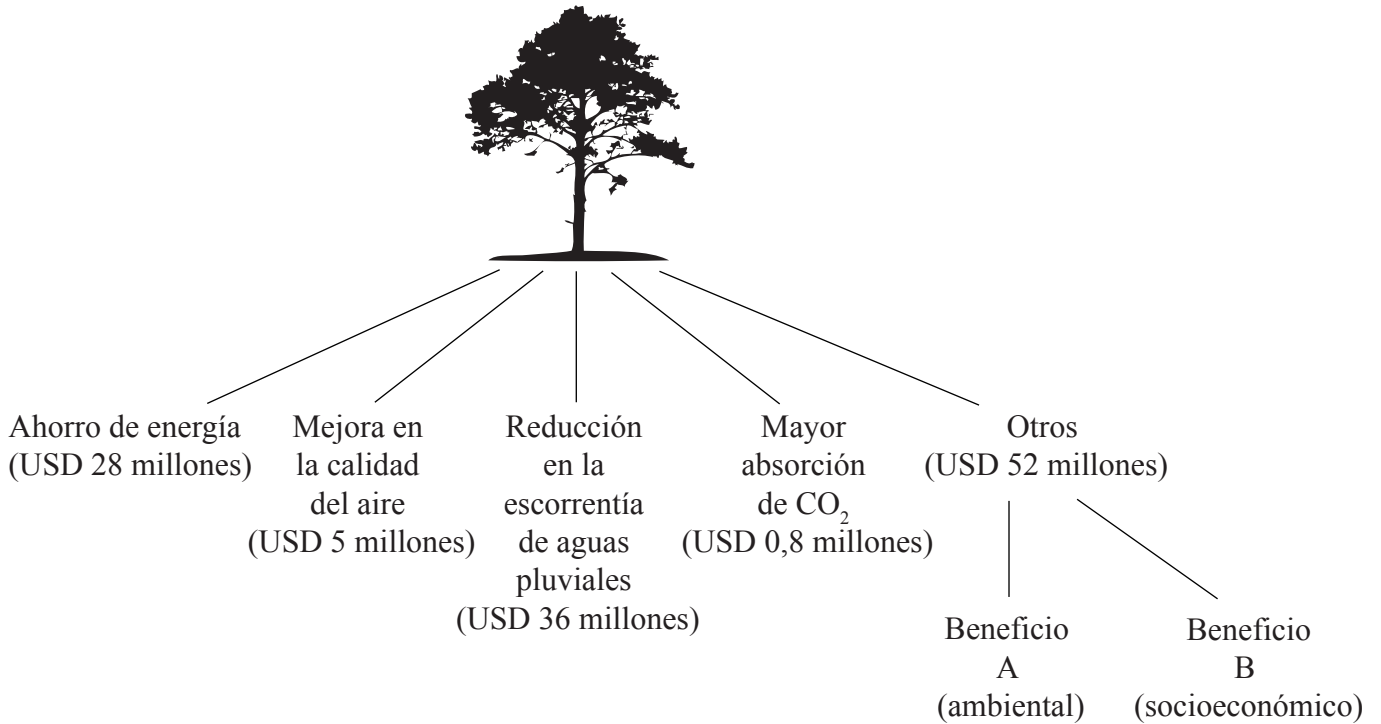 Ahorro de energía
(USD 28 millones)
Mejora en
la calidad
del aire
(USD 5 millones)
Reducción
en la
escorrentía
de aguas
pluviales
(USD 36 millones)
Mayor
absorción
de CO₂
(USD 0,8 millones)
Otros
(USD 52 millones)
Beneficio
A
(ambiental)
Beneficio
B
(socioeconómico)